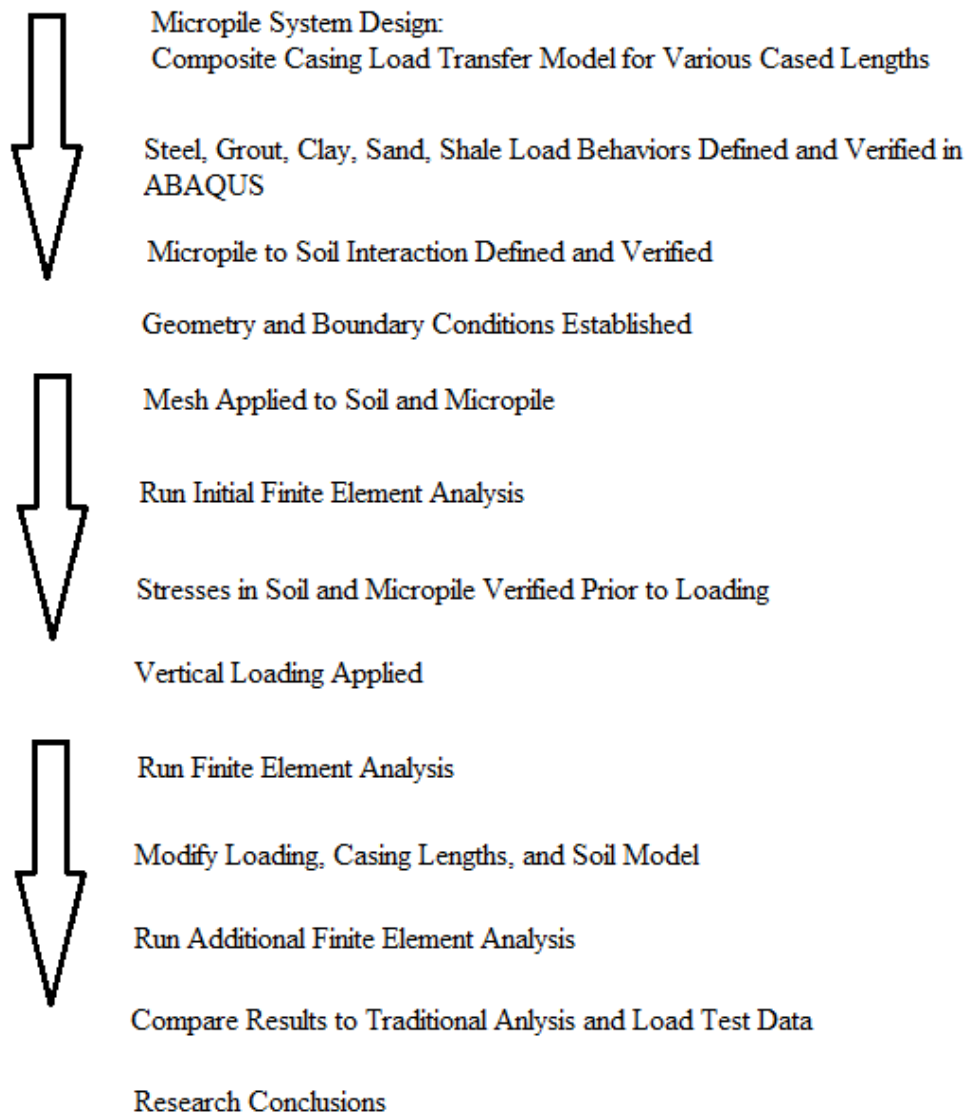 Micropile System Design:
Composite Casing Load Transfer Model for Various Cased Lengths
Steel, Grout, Clay, Sand, Shale Load Behaviors Defined and Verified in
ABAQUS
Micropile to Soil Interaction Defined and Verified
Geometry and Boundary Conditions Established
Mesh Applied to Soil and Micropile
Run Initial Finite Element Analysis
Stresses in Soil and Micropile Verified Prior to Loading
Vertical Loading Applied
Run Finite Element Analysis
Modify Loading, Casing Lengths, and Soil Model
Run Additional Finite Element Analysis
Compare Results to Traditional Anlysis and Load Test Data
Research Conclusions